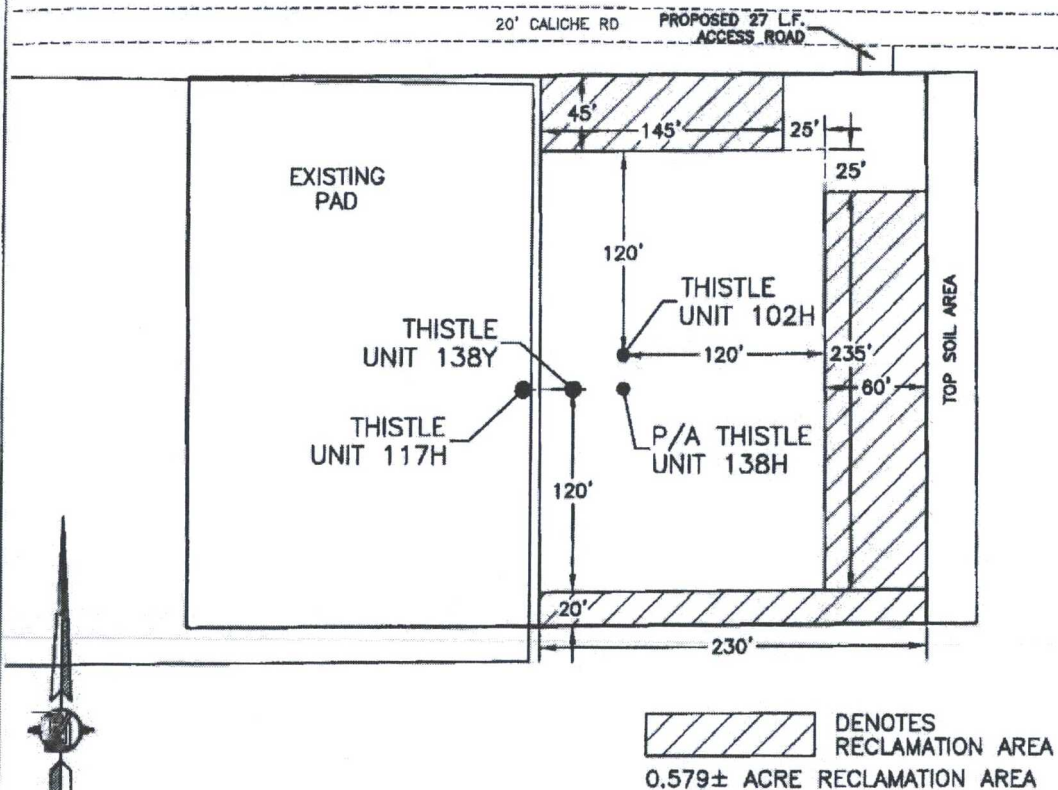 20' CALICHE RD
PROPOSED 27 L.F.
ACCESS ROAD
45'
145'
25'
25'
EXISTING
PAD
120'
THISTLE
UNIT 102H
THISTLE
UNIT 138Y
120'
235'
60'
TOP SOIL AREA
THISTLE
UNIT 117H
P/A THISTLE
UNIT 138H
120'
20'
230'
DENOTES
RECLAMATION AREA
0.579± ACRE RECLAMATION AREA